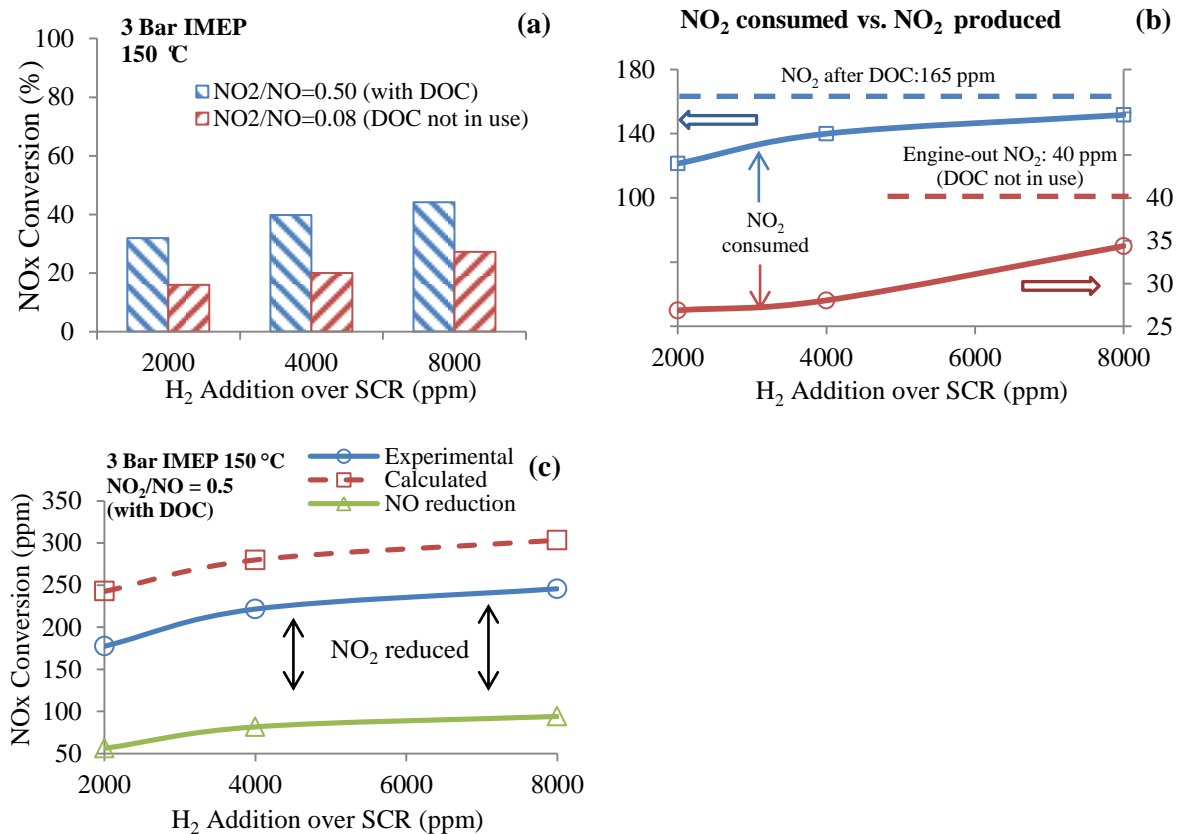 (a)
3 Bar IMEP
150 ℃
NO2/NO=0.50 (with DOC)
NO2/NO=0.08 (DOC not in use)
NOx Conversion (%)
100
80
60
40
20
0
2000 4000 8000
H₂ Addition over SCR (ppm)
NO₂ consumed vs. NO₂ produced
(b)
180
140
100
NO₂ after DOC:165 ppm
Engine-out NO₂: 40 ppm
(DOC not in use)
NO₂
consumed
40
35
30
25
2000 4000 6000 8000
H₂ Addition over SCR (ppm)
(c)
3 Bar IMEP 150 °C
NO₂/NO = 0.5
(with DOC)
Experimental
Calculated
NO reduction
NOx Conversion (ppm)
350
300
250
200
150
100
50
NO₂ reduced
2000 4000 6000 8000
H₂ Addition over SCR (ppm)